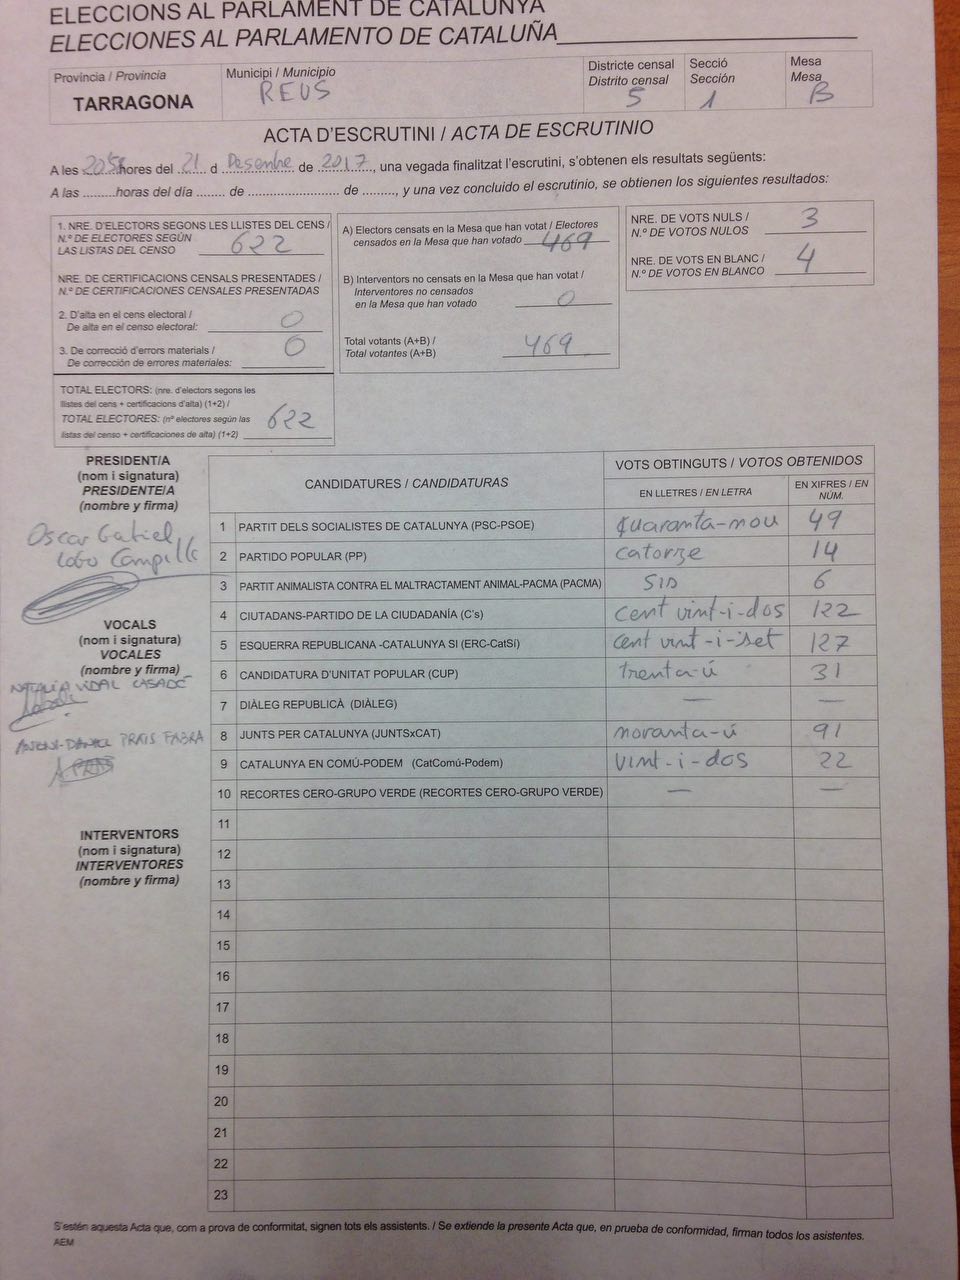 ELECCIONS AL PARLAMENT DE CATALUNYA
ELECCIONES AL PARLAMENTO DE CATALUÑA
Província / Provincia
TARRAGONA
Municipi / Municipio
REUS
Districte censal
Distrito censal
5
Secció
Sección
1
Mesa
Mesa
B
ACTA D'ESCRUTINI / ACTA DE ESCRUTINIO
A les 20:58 hores del 21 d Desembre de 2017, una vegada finalitzat l'escrutini, s'obtenen els resultats següents:
A las ........horas del día ........ de ........................ de ........, y una vez concluido el escrutinio, se obtienen los siguientes resultados:
1. NRE. D'ELECTORS SEGONS LES LLISTES DEL CENS /
N.º DE ELECTORES SEGÚN
LAS LISTAS DEL CENSO 622
NRE. DE CERTIFICACIONS CENSALS PRESENTADES /
N.º DE CERTIFICACIONES CENSALES PRESENTADAS
2. D'alta en el cens electoral /
De alta en el censo electoral: 0
3. De correcció d'errors materials /
De corrección de errores materiales: 0
TOTAL ELECTORS: (nre. d'electors segons les
llistes del cens + certificacions d'alta) (1+2) /
TOTAL ELECTORES: (nº electores según las
listas del censo + certificaciones de alta) (1+2) 622
A) Electors censats en la Mesa que han votat / Electores
censados en la Mesa que han votado 469
B) Interventors no censats en la Mesa que han votat /
Interventores no censados
en la Mesa que han votado 0
Total votants (A+B) /
Total votantes (A+B) 469
NRE. DE VOTS NULS /
N.º DE VOTOS NULOS 3
NRE. DE VOTS EN BLANC /
N.º DE VOTOS EN BLANCO 4
PRESIDENT/A
(nom i signatura)
PRESIDENTE/A
(nombre y firma)
Oscar Gabriel
Lobo Campillo
VOCALS
(nom i signatura)
VOCALES
(nombre y firma)
NATALIA VIDAL CASADÉ
ANTONI-DANIEL PRATS FABRA
INTERVENTORS
(nom i signatura)
INTERVENTORES
(nombre y firma)
CANDIDATURES / CANDIDATURAS
VOTS OBTINGUTS / VOTOS OBTENIDOS
EN LLETRES / EN LETRA
EN XIFRES / EN NÚM.
1 PARTIT DELS SOCIALISTES DE CATALUNYA (PSC-PSOE) quaranta-nou 49
2 PARTIDO POPULAR (PP) catorze 14
3 PARTIT ANIMALISTA CONTRA EL MALTRACTAMENT ANIMAL-PACMA (PACMA) SIS 6
4 CIUTADANS-PARTIDO DE LA CIUDADANÍA (C's) cent vint-i-dos 122
5 ESQUERRA REPUBLICANA -CATALUNYA SI (ERC-CatSí) cent vint-i-set 127
6 CANDIDATURA D'UNITAT POPULAR (CUP) trenta-ú 31
7 DIÀLEG REPUBLICÀ (DIÀLEG) — —
8 JUNTS PER CATALUNYA (JUNTSxCAT) noranta-ú 91
9 CATALUNYA EN COMÚ-PODEM (CatComú-Podem) vint-i-dos 22
10 RECORTES CERO-GRUPO VERDE (RECORTES CERO-GRUPO VERDE) — —
11
12
13
14
15
16
17
18
19
20
21
22
23
S'estén aquesta Acta que, com a prova de conformitat, signen tots els assistents. / Se extiende la presente Acta que, en prueba de conformidad, firman todos los asistentes.
AEM